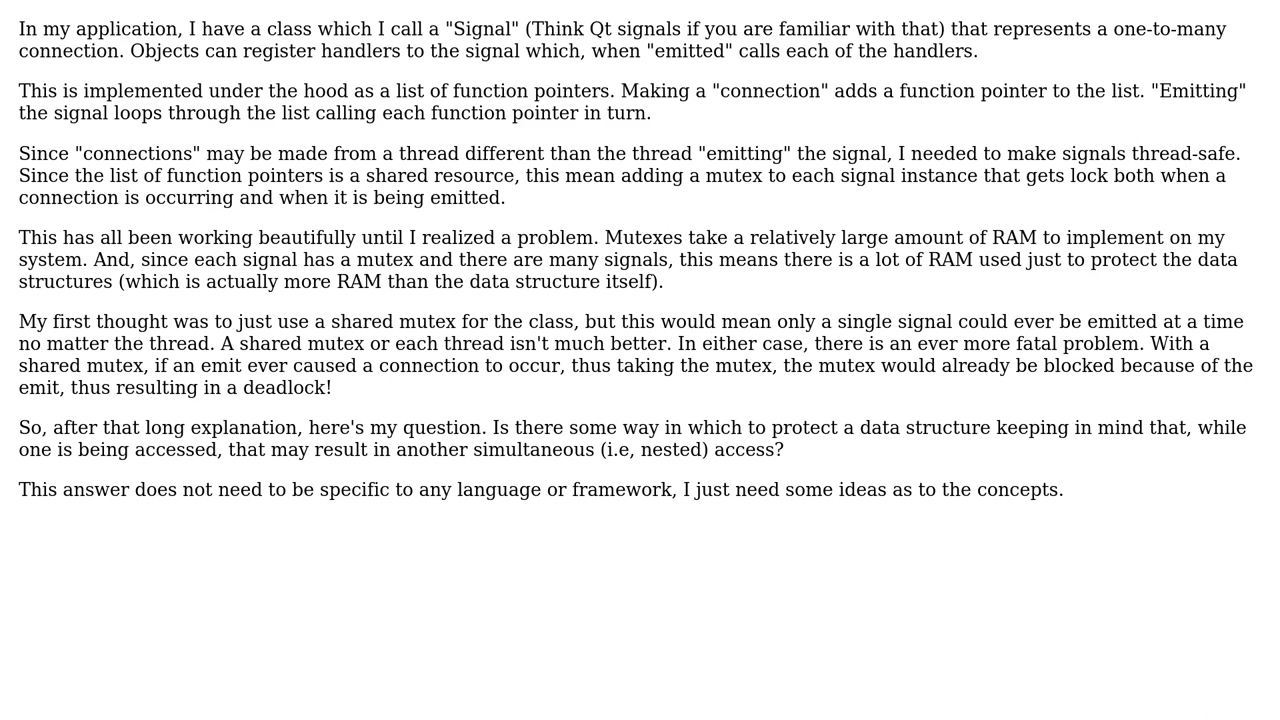 In my application, I have a class which I call a "Signal" (Think Qt signals if you are familiar with that) that represents a one-to-many
connection. Objects can register handlers to the signal which, when "emitted" calls each of the handlers.
This is implemented under the hood as a list of function pointers. Making a "connection" adds a function pointer to the list. "Emitting"
the signal loops through the list calling each function pointer in turn.
Since "connections" may be made from a thread different than the thread "emitting" the signal, I needed to make signals thread-safe.
Since the list of function pointers is a shared resource, this mean adding a mutex to each signal instance that gets lock both when a
connection is occurring and when it is being emitted.
This has all been working beautifully until I realized a problem. Mutexes take a relatively large amount of RAM to implement on my
system. And, since each signal has a mutex and there are many signals, this means there is a lot of RAM used just to protect the data
structures (which is actually more RAM than the data structure itself).
My first thought was to just use a shared mutex for the class, but this would mean only a single signal could ever be emitted at a time
no matter the thread. A shared mutex or each thread isn't much better. In either case, there is an ever more fatal problem. With a
shared mutex, if an emit ever caused a connection to occur, thus taking the mutex, the mutex would already be blocked because of the
emit, thus resulting in a deadlock!
So, after that long explanation, here's my question. Is there some way in which to protect a data structure keeping in mind that, while
one is being accessed, that may result in another simultaneous (i.e, nested) access?
This answer does not need to be specific to any language or framework, I just need some ideas as to the concepts.